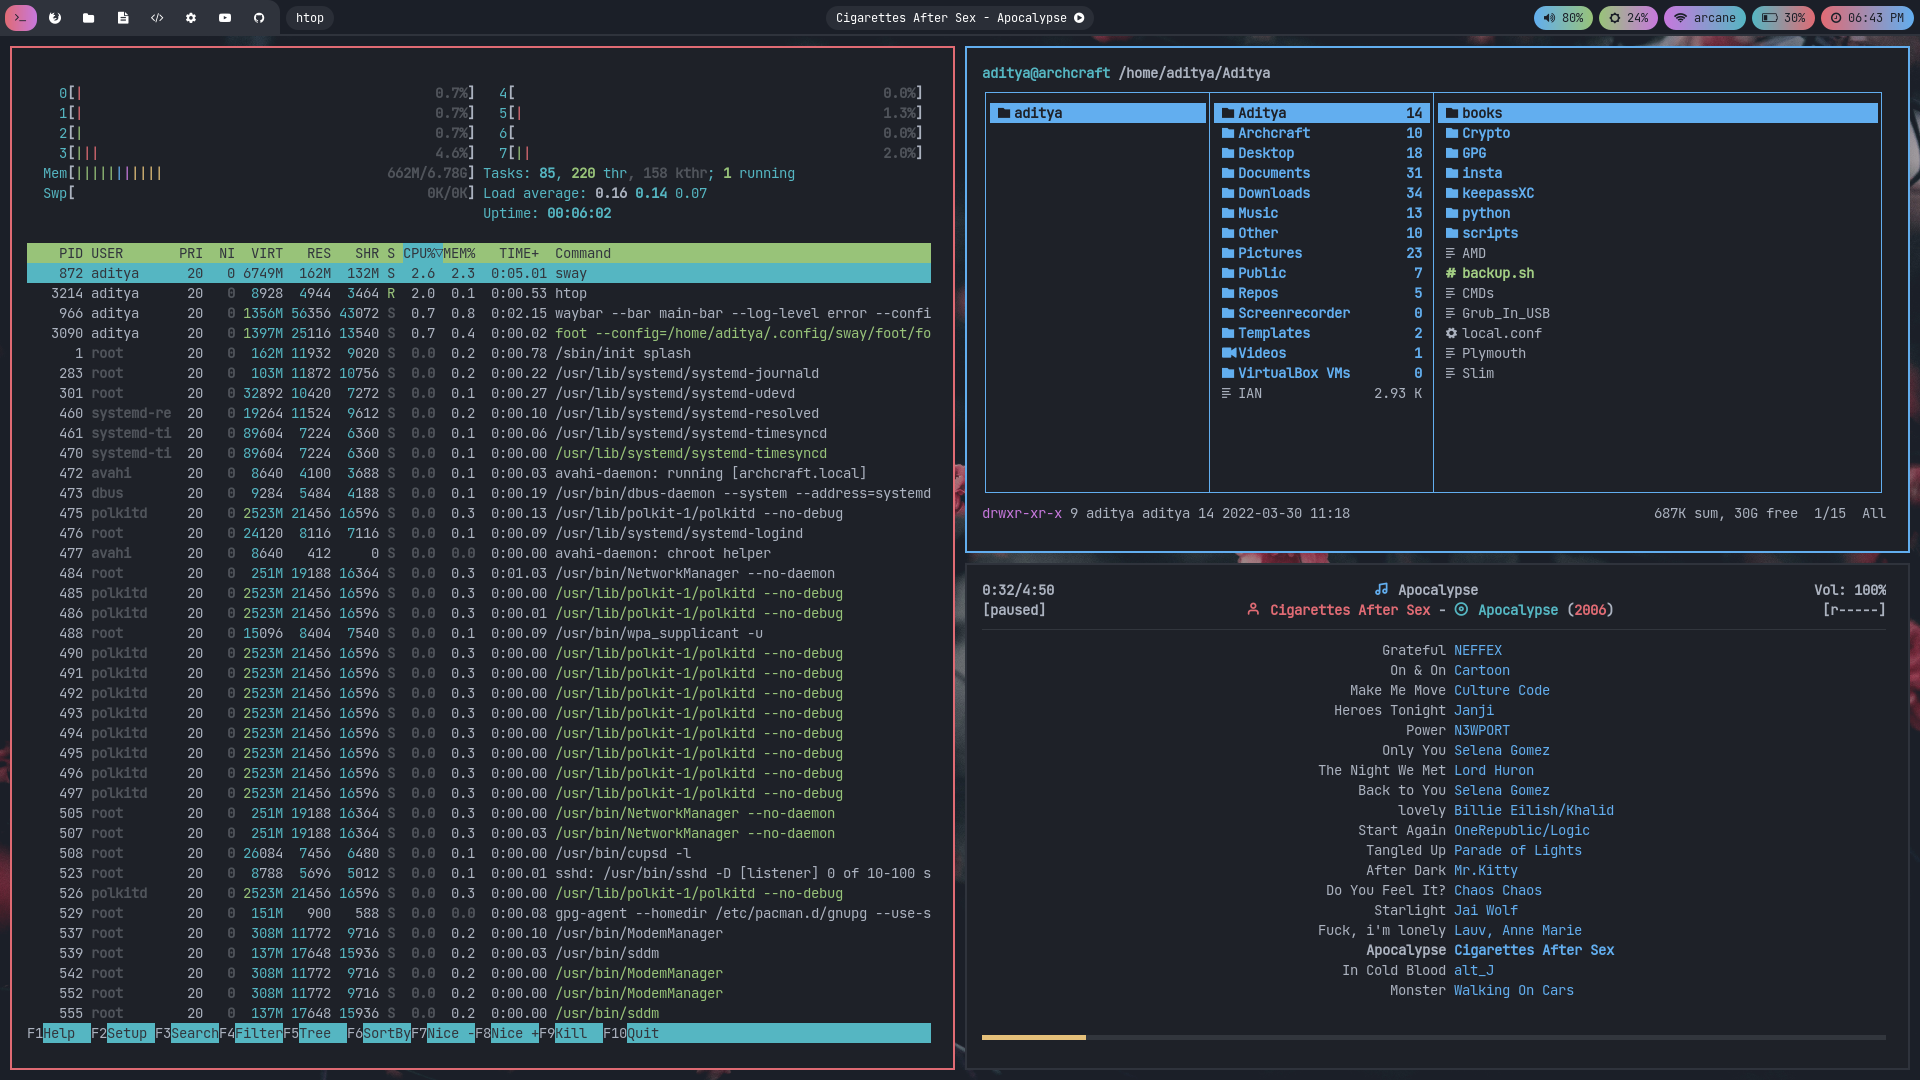 htop
Cigarettes After Sex - Apocalypse
80%
24%
arcane
30%
06:43 PM
0[| 0.7%] 4[ 0.0%]
1[| 0.7%] 5[| 1.3%]
2[| 0.7%] 6[ 0.0%]
3[||| 4.6%] 7[|| 2.0%]
Mem[||||||||||| 662M/6.78G] Tasks: 85, 220 thr, 158 kthr; 1 running
Swp[ 0K/0K] Load average: 0.16 0.14 0.07
Uptime: 00:06:02
PID USER PRI NI VIRT RES SHR S CPU%▽MEM% TIME+ Command
872 aditya 20 0 6749M 162M 132M S 2.6 2.3 0:05.01 sway
3214 aditya 20 0 8928 4944 3464 R 2.0 0.1 0:00.53 htop
966 aditya 20 0 1356M 56356 43072 S 0.7 0.8 0:02.15 waybar --bar main-bar --log-level error --confi
3090 aditya 20 0 1397M 25116 13540 S 0.7 0.4 0:00.02 foot --config=/home/aditya/.config/sway/foot/fo
1 root 20 0 162M 11932 9020 S 0.0 0.2 0:00.78 /sbin/init splash
283 root 20 0 103M 11872 10756 S 0.0 0.2 0:00.22 /usr/lib/systemd/systemd-journald
301 root 20 0 32892 10420 7272 S 0.0 0.1 0:00.27 /usr/lib/systemd/systemd-udevd
460 systemd-re 20 0 19264 11524 9612 S 0.0 0.2 0:00.10 /usr/lib/systemd/systemd-resolved
461 systemd-ti 20 0 89604 7224 6360 S 0.0 0.1 0:00.06 /usr/lib/systemd/systemd-timesyncd
470 systemd-ti 20 0 89604 7224 6360 S 0.0 0.1 0:00.00 /usr/lib/systemd/systemd-timesyncd
472 avahi 20 0 8640 4100 3688 S 0.0 0.1 0:00.03 avahi-daemon: running [archcraft.local]
473 dbus 20 0 9284 5484 4188 S 0.0 0.1 0:00.19 /usr/bin/dbus-daemon --system --address=systemd
475 polkitd 20 0 2523M 21456 16596 S 0.0 0.3 0:00.13 /usr/lib/polkit-1/polkitd --no-debug
476 root 20 0 24120 8116 7116 S 0.0 0.1 0:00.09 /usr/lib/systemd/systemd-logind
477 avahi 20 0 8640 412 0 S 0.0 0.0 0:00.00 avahi-daemon: chroot helper
484 root 20 0 251M 19188 16364 S 0.0 0.3 0:01.03 /usr/bin/NetworkManager --no-daemon
485 polkitd 20 0 2523M 21456 16596 S 0.0 0.3 0:00.00 /usr/lib/polkit-1/polkitd --no-debug
486 polkitd 20 0 2523M 21456 16596 S 0.0 0.3 0:00.01 /usr/lib/polkit-1/polkitd --no-debug
488 root 20 0 15096 8404 7540 S 0.0 0.1 0:00.09 /usr/bin/wpa_supplicant -u
490 polkitd 20 0 2523M 21456 16596 S 0.0 0.3 0:00.00 /usr/lib/polkit-1/polkitd --no-debug
491 polkitd 20 0 2523M 21456 16596 S 0.0 0.3 0:00.00 /usr/lib/polkit-1/polkitd --no-debug
492 polkitd 20 0 2523M 21456 16596 S 0.0 0.3 0:00.00 /usr/lib/polkit-1/polkitd --no-debug
493 polkitd 20 0 2523M 21456 16596 S 0.0 0.3 0:00.00 /usr/lib/polkit-1/polkitd --no-debug
494 polkitd 20 0 2523M 21456 16596 S 0.0 0.3 0:00.00 /usr/lib/polkit-1/polkitd --no-debug
495 polkitd 20 0 2523M 21456 16596 S 0.0 0.3 0:00.00 /usr/lib/polkit-1/polkitd --no-debug
496 polkitd 20 0 2523M 21456 16596 S 0.0 0.3 0:00.00 /usr/lib/polkit-1/polkitd --no-debug
497 polkitd 20 0 2523M 21456 16596 S 0.0 0.3 0:00.00 /usr/lib/polkit-1/polkitd --no-debug
505 root 20 0 251M 19188 16364 S 0.0 0.3 0:00.00 /usr/bin/NetworkManager --no-daemon
507 root 20 0 251M 19188 16364 S 0.0 0.3 0:00.03 /usr/bin/NetworkManager --no-daemon
508 root 20 0 26084 7456 6480 S 0.0 0.1 0:00.00 /usr/bin/cupsd -l
523 root 20 0 8788 5696 5012 S 0.0 0.1 0:00.01 sshd: /usr/bin/sshd -D [listener] 0 of 10-100 s
526 polkitd 20 0 2523M 21456 16596 S 0.0 0.3 0:00.00 /usr/lib/polkit-1/polkitd --no-debug
529 root 20 0 151M 900 588 S 0.0 0.0 0:00.08 gpg-agent --homedir /etc/pacman.d/gnupg --use-s
537 root 20 0 308M 11772 9716 S 0.0 0.2 0:00.10 /usr/bin/ModemManager
539 root 20 0 137M 17648 15936 S 0.0 0.2 0:00.03 /usr/bin/sddm
542 root 20 0 308M 11772 9716 S 0.0 0.2 0:00.00 /usr/bin/ModemManager
552 root 20 0 308M 11772 9716 S 0.0 0.2 0:00.00 /usr/bin/ModemManager
555 root 20 0 137M 17648 15936 S 0.0 0.2 0:00.00 /usr/bin/sddm
F1Help F2Setup F3SearchF4FilterF5Tree F6SortByF7Nice -F8Nice +F9Kill F10Quit
aditya@archcraft /home/aditya/Aditya
aditya Aditya 14 books
Archcraft 10 Crypto
Desktop 18 GPG
Documents 31 insta
Downloads 34 keepassXC
Music 13 python
Other 10 scripts
Pictures 23 AMD
Public 7 # backup.sh
Repos 5 CMDs
Screenrecorder 0 Grub_In_USB
Templates 2 local.conf
Videos 1 Plymouth
VirtualBox VMs 0 Slim
IAN 2.93 K
drwxr-xr-x 9 aditya aditya 14 2022-03-30 11:18 687K sum, 30G free 1/15 All
0:32/4:50 Apocalypse Vol: 100%
[paused] Cigarettes After Sex - Apocalypse (2006) [r-----]
Grateful NEFFEX
On & On Cartoon
Make Me Move Culture Code
Heroes Tonight Janji
Power N3WPORT
Only You Selena Gomez
The Night We Met Lord Huron
Back to You Selena Gomez
lovely Billie Eilish/Khalid
Start Again OneRepublic/Logic
Tangled Up Parade of Lights
After Dark Mr.Kitty
Do You Feel It? Chaos Chaos
Starlight Jai Wolf
Fuck, i'm lonely Lauv, Anne Marie
Apocalypse Cigarettes After Sex
In Cold Blood alt_J
Monster Walking On Cars